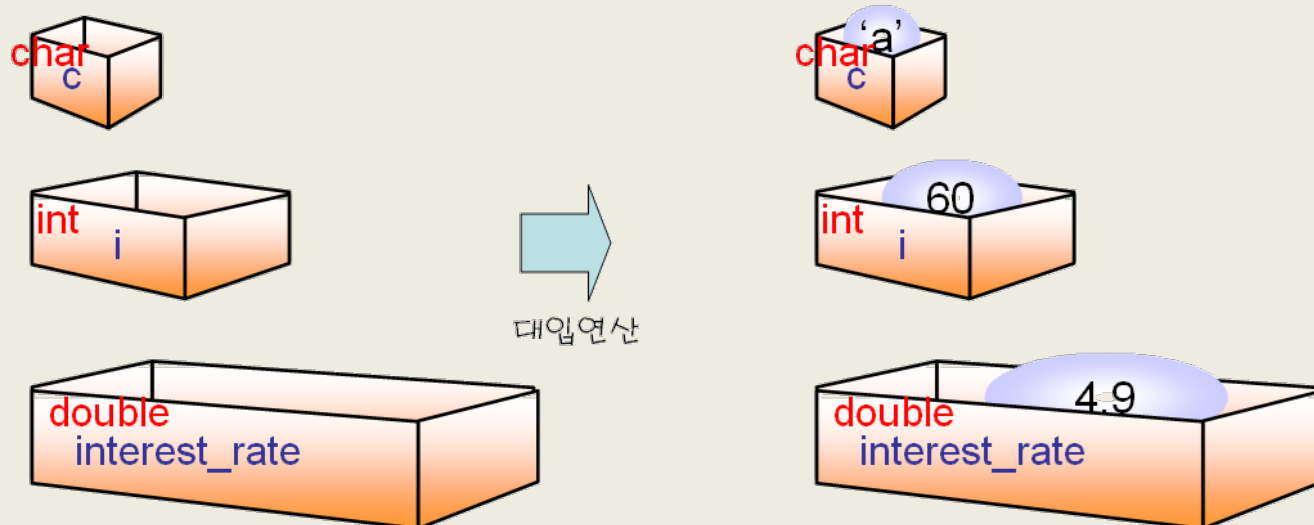 char
c
int
i
double
interest_rate
대입연산
‘a’
char
c
60
int
i
4.9
double
interest_rate